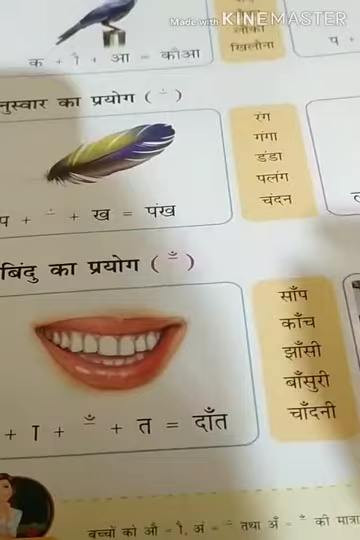 Made with KINEMASTER
लौकी
खिलौना
क + ौ + आ = कौआ
प +
नुस्वार का प्रयोग ( ं )
रंग
गंगा
डंडा
पलंग
चंदन
प + ं + ख = पंख
बिंदु का प्रयोग ( ँ )
साँप
काँच
झाँसी
बाँसुरी
चाँदनी
+ ा + ँ + त = दाँत
बच्चों को औ = ौ, अं = ं तथा अँ = ँ की मात्रा